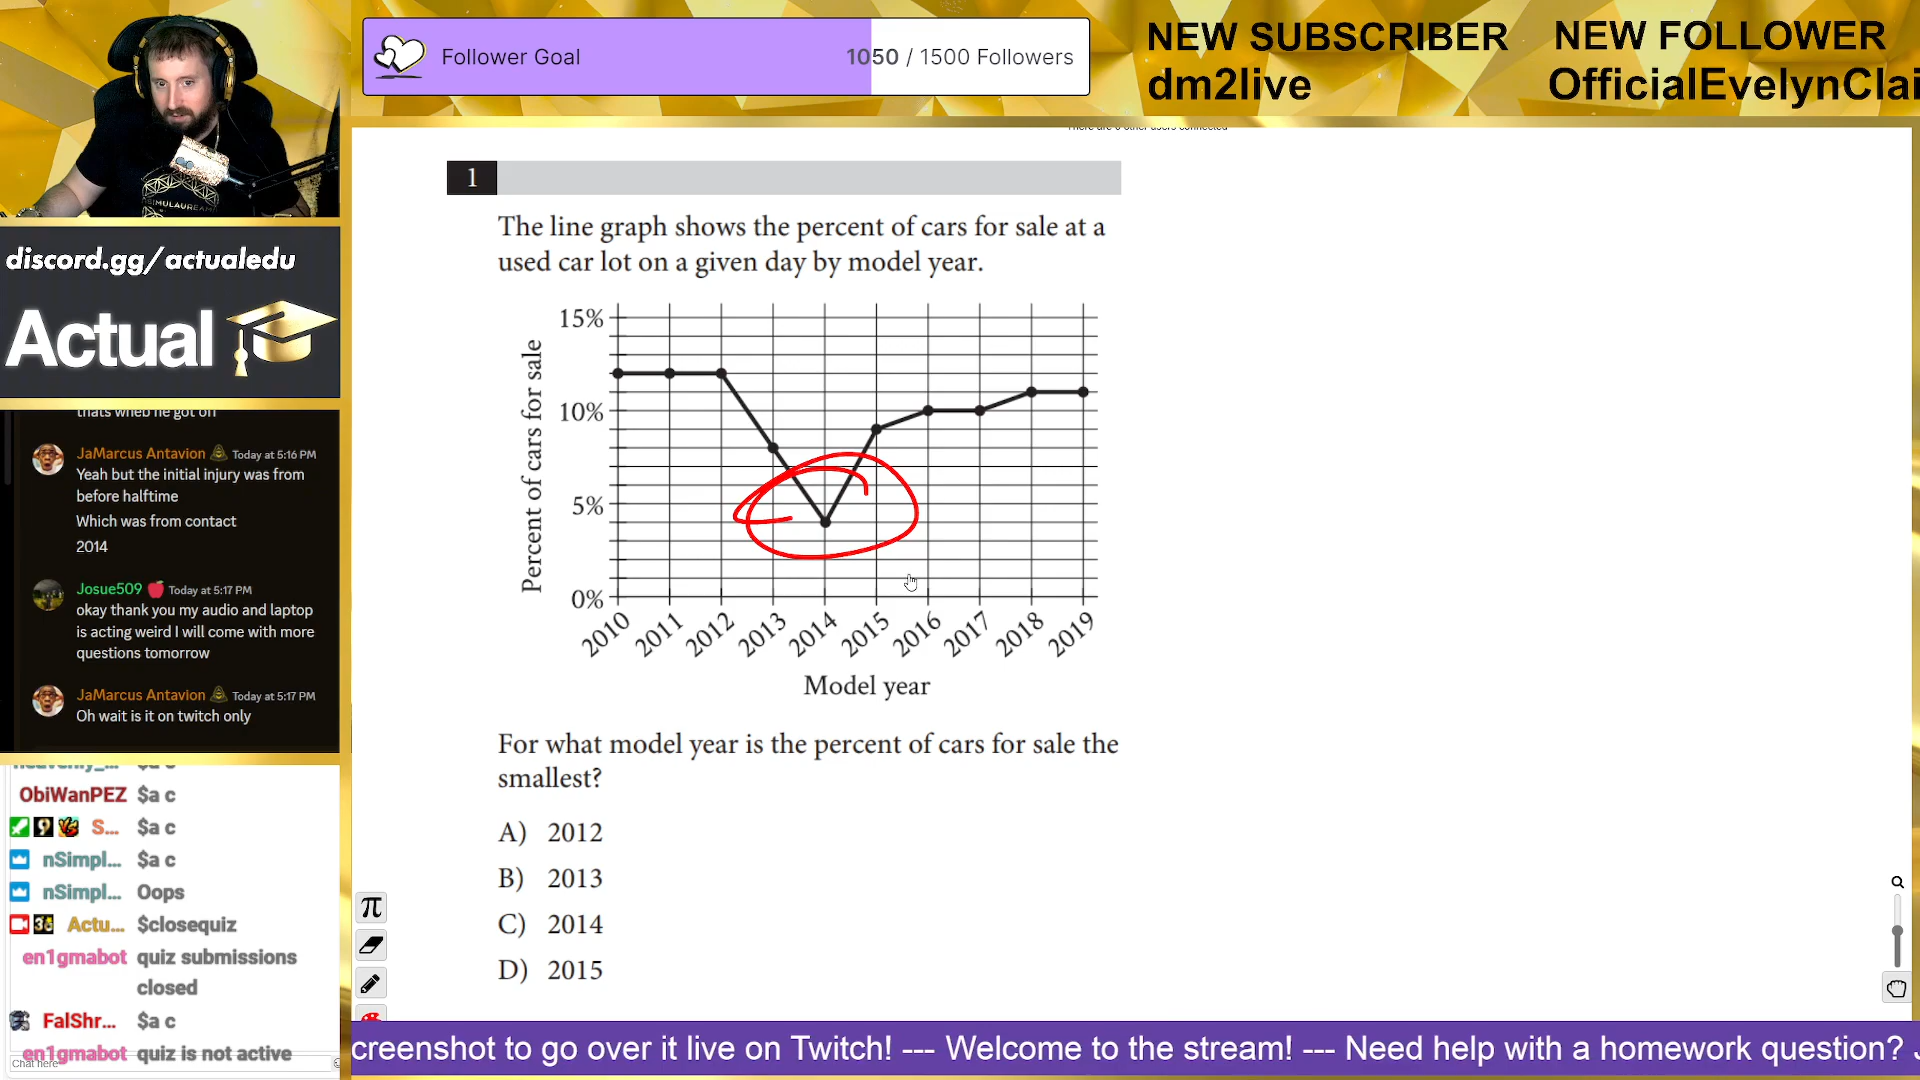 Follower Goal
1050 / 1500 Followers
NEW SUBSCRIBER
dm2live
NEW FOLLOWER
OfficialEvelynClai
discord.gg/actualedu
Actual
thats wheb he got off
JaMarcus Antavion Today at 5:16 PM
Yeah but the initial injury was from
before halftime
Which was from contact
2014
Josue509 Today at 5:17 PM
okay thank you my audio and laptop
is acting weird I will come with more
questions tomorrow
JaMarcus Antavion Today at 5:17 PM
Oh wait is it on twitch only
ObiWanPEZ $a c
S... $a c
nSimpl... $a c
nSimpl... Oops
Actu... $closequiz
en1gmabot quiz submissions
closed
FalShr... $a c
en1gmabot quiz is not active
Chat here
1
The line graph shows the percent of cars for sale at a
used car lot on a given day by model year.
Percent of cars for sale
15%
10%
5%
0%
2010 2011 2012 2013 2014 2015 2016 2017 2018 2019
Model year
For what model year is the percent of cars for sale the
smallest?
A) 2012
B) 2013
C) 2014
D) 2015
π
creenshot to go over it live on Twitch! --- Welcome to the stream! --- Need help with a homework question? J